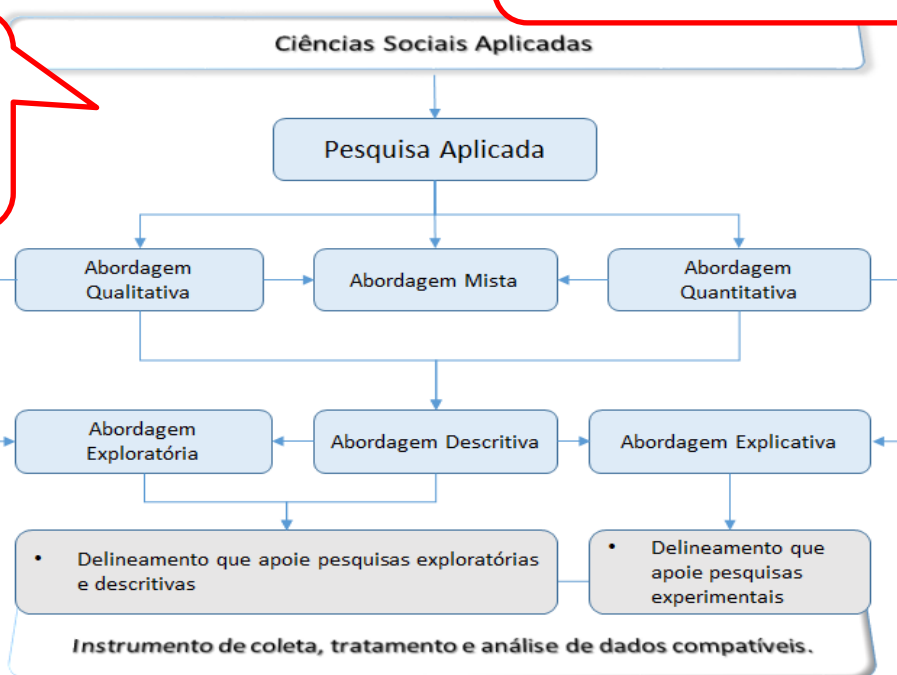 Ciências Sociais Aplicadas
Pesquisa Aplicada
Abordagem
Qualitativa
Abordagem Mista
Abordagem
Quantitativa
Abordagem
Exploratória
Abordagem Descritiva
Abordagem Explicativa
• Delineamento que apoie pesquisas exploratórias
e descritivas
• Delineamento que
apoie pesquisas
experimentais
Instrumento de coleta, tratamento e análise de dados compatíveis.